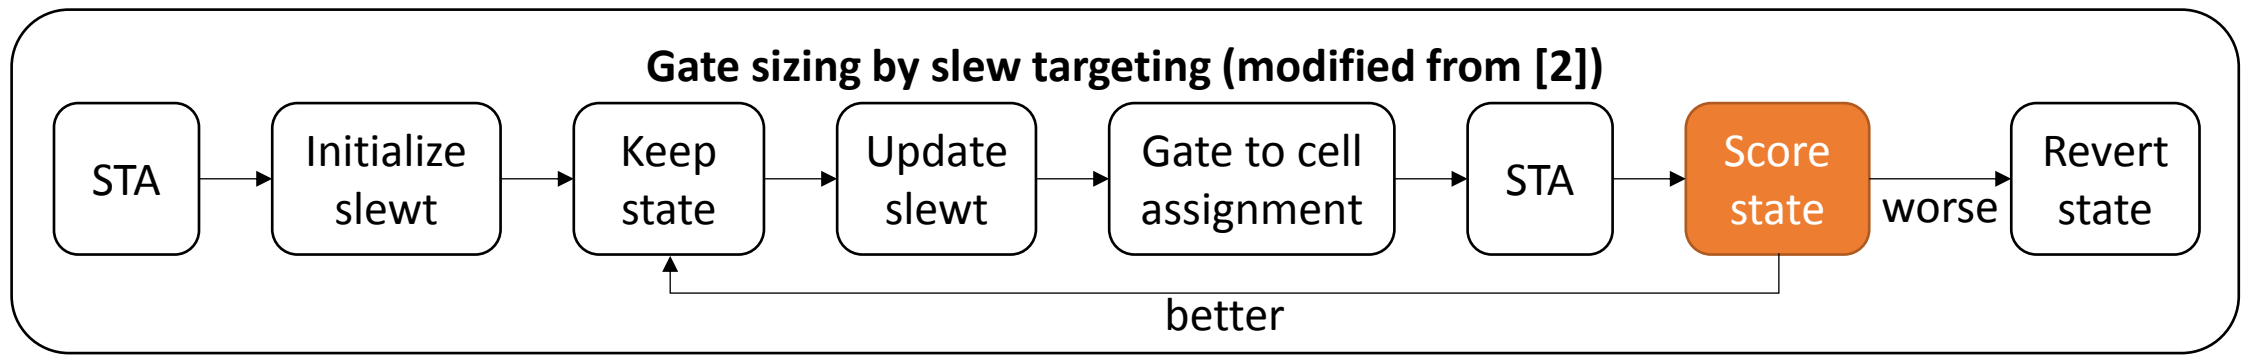 Gate sizing by slew targeting (modified from [2])
STA
Initialize
slewt
Keep
state
Update
slewt
Gate to cell
assignment
STA
Score
state
worse
Revert
state
better